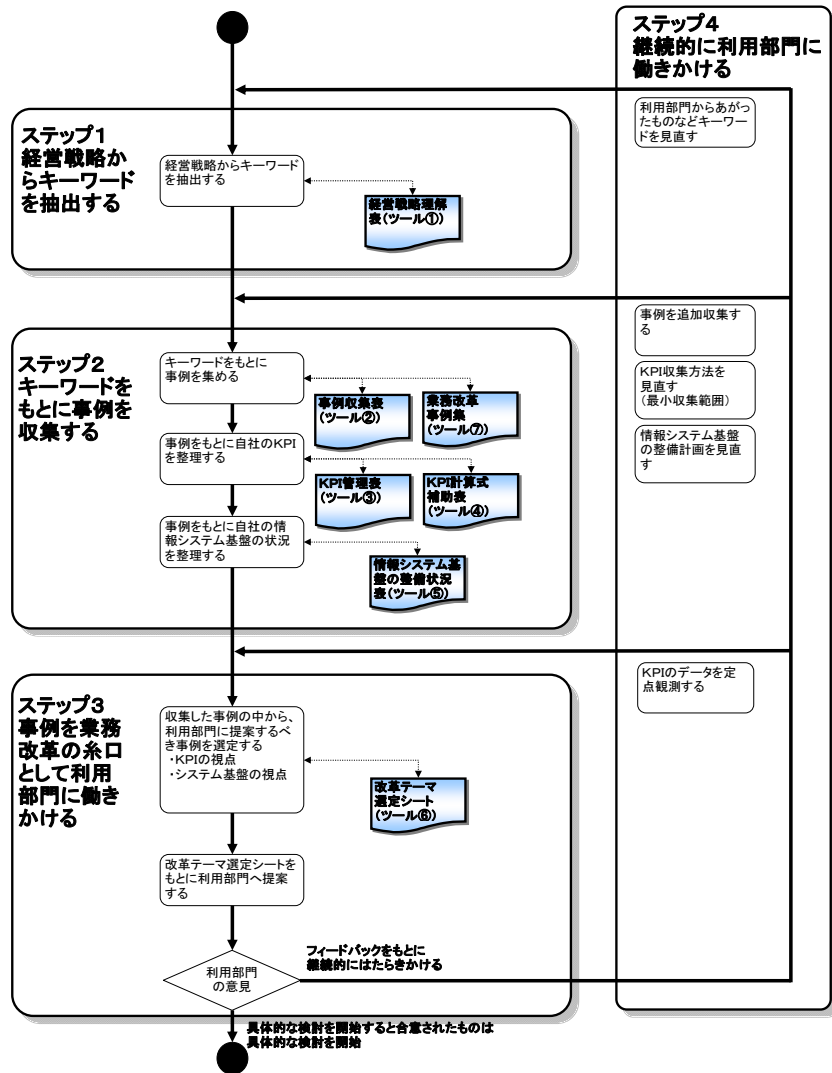 ステップ1
経営戦略か
らキーワード
を抽出する
経営戦略からキーワード
を抽出する
経営戦略理解
表(ツール①)
ステップ2
キーワードを
もとに事例を
収集する
キーワードをもとに
事例を集める
事例収集表
(ツール②)
業務改革
事例集
(ツール⑦)
事例をもとに自社のKPI
を整理する
KPI管理表
(ツール③)
KPI計算式
補助表
(ツール④)
事例をもとに自社の情
報システム基盤の状況
を整理する
情報システム基
盤の整備状況
表(ツール⑤)
ステップ3
事例を業務
改革の糸口
として利用
部門に働き
かける
収集した事例の中から、
利用部門に提案するべ
き事例を選定する
・KPIの視点
・システム基盤の視点
改革テーマ
選定シート
(ツール⑥)
改革テーマ選定シートを
もとに利用部門へ提案
する
利用部門
の意見
フィードバックをもとに
継続的にはたらきかける
具体的な検討を開始すると合意されたものは
具体的な検討を開始
ステップ4
継続的に利用部門に
働きかける
利用部門からあがっ
たものなどキーワー
ドを見直す
事例を追加収集す
る
KPI収集方法を
見直す
(最小収集範囲)
情報システム基盤
の整備計画を見直
す
KPIのデータを定
点観測する